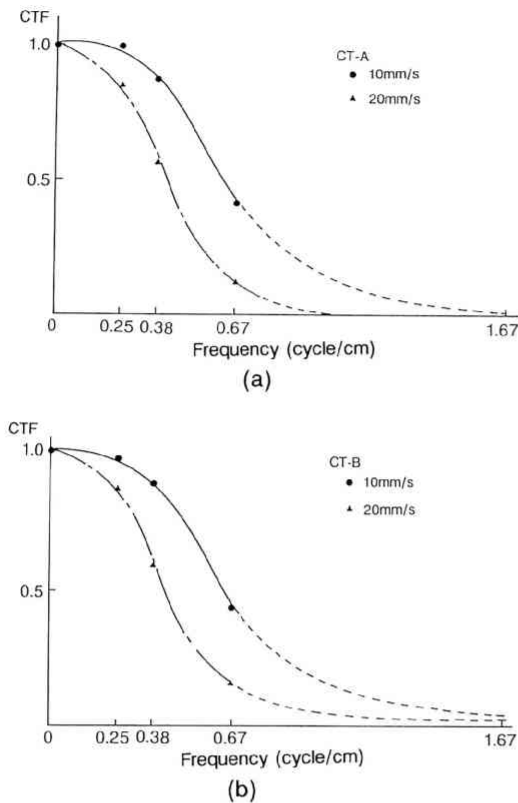 CTF
1.0
CT-A
10mm/s
20mm/s
0.5
0 0.25 0.38 0.67 1.67
Frequency (cycle/cm)
(a)
CTF
1.0
CT-B
10mm/s
20mm/s
0.5
0 0.25 0.38 0.67 1.67
Frequency (cycle/cm)
(b)